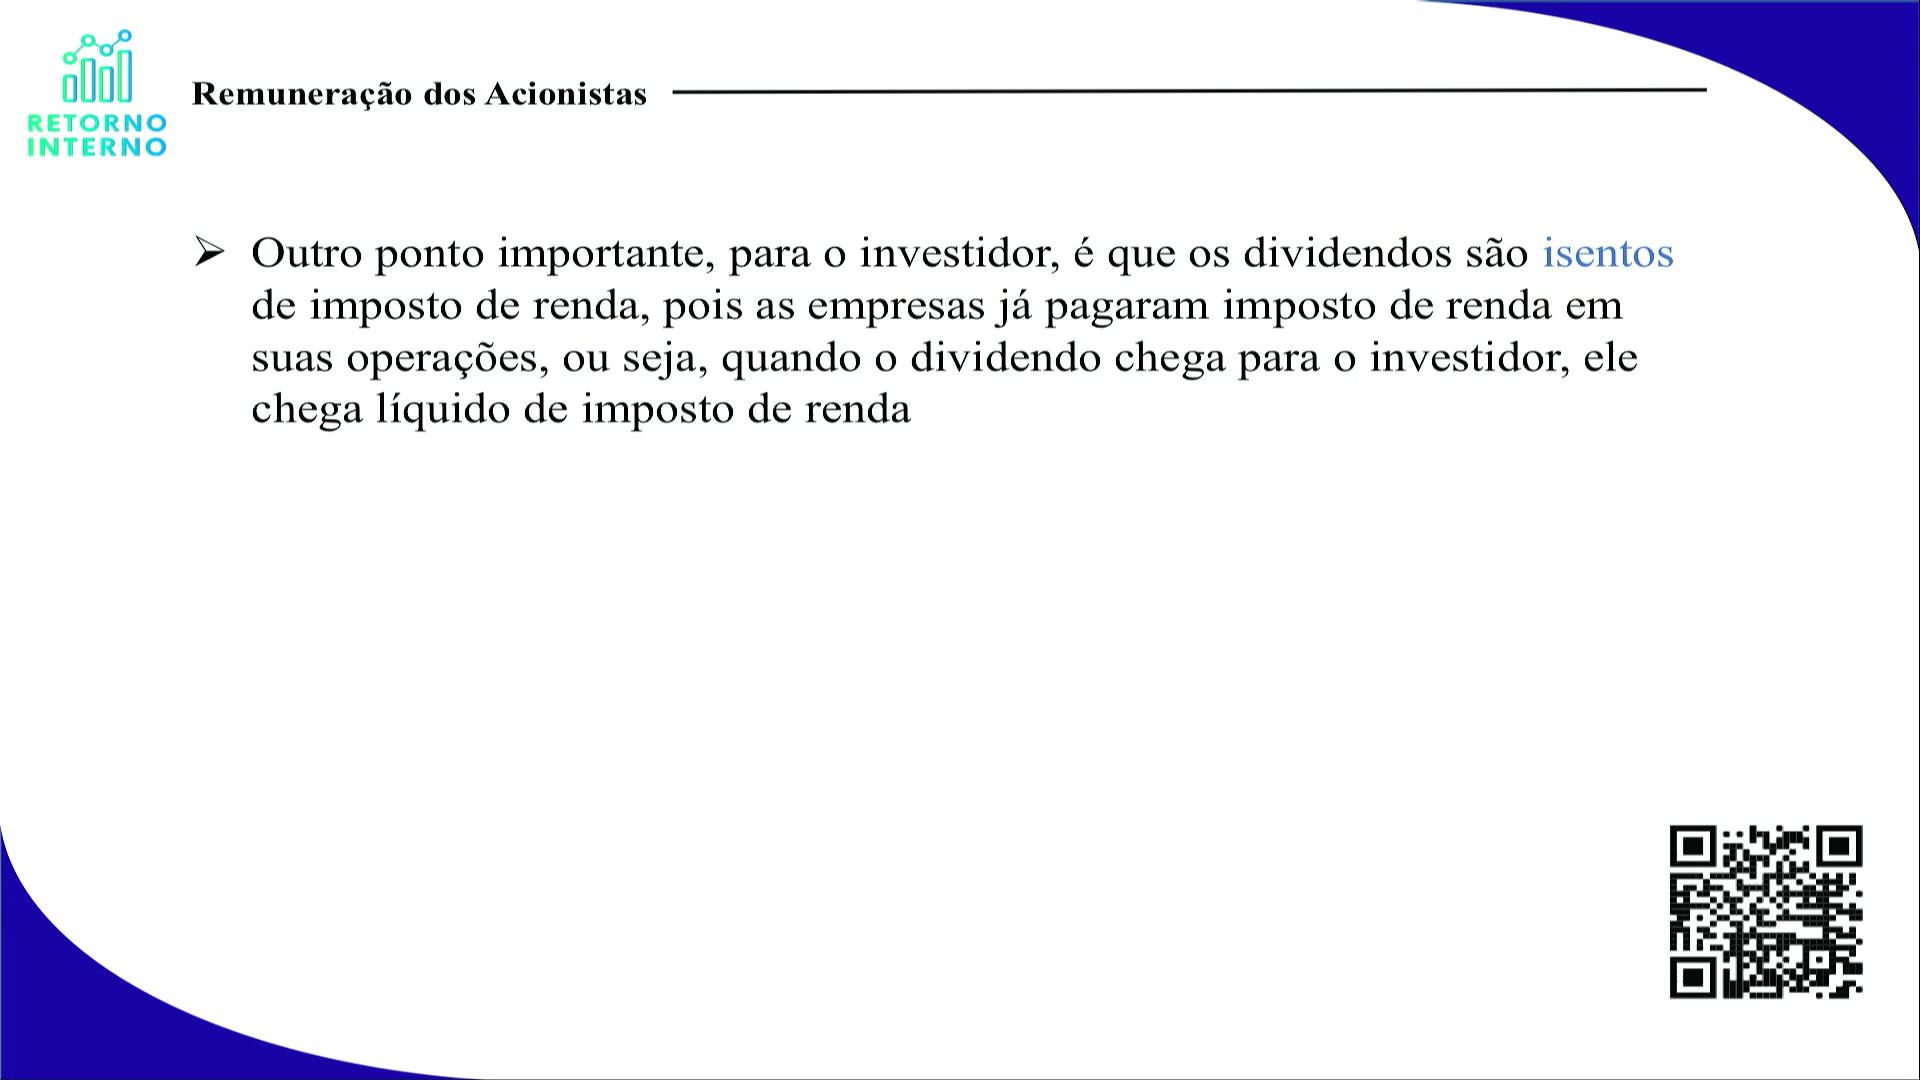 RETORNO
INTERNO
Remuneração dos Acionistas
Outro ponto importante, para o investidor, é que os dividendos são isentos
de imposto de renda, pois as empresas já pagaram imposto de renda em
suas operações, ou seja, quando o dividendo chega para o investidor, ele
chega líquido de imposto de renda